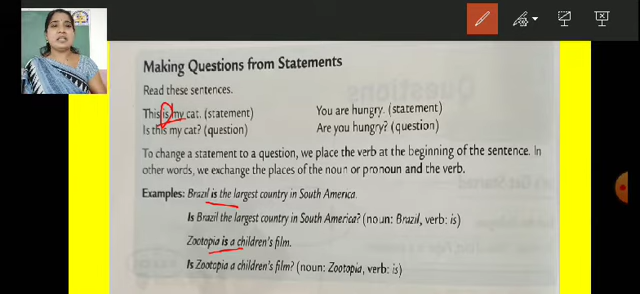 Making Questions from Statements
Read these sentences.
This is my cat. (statement)
You are hungry. (statement)
Is this my cat? (question)
Are you hungry? (question)
To change a statement to a question, we place the verb at the beginning of the sentence. In
other words, we exchange the places of the noun or pronoun and the verb.
Examples: Brazil is the largest country in South America.
Is Brazil the largest country in South America? (noun: Brazil, verb: is)
Zootopia is a children's film.
Is Zootopia a children's film? (noun: Zootopia, verb: is)